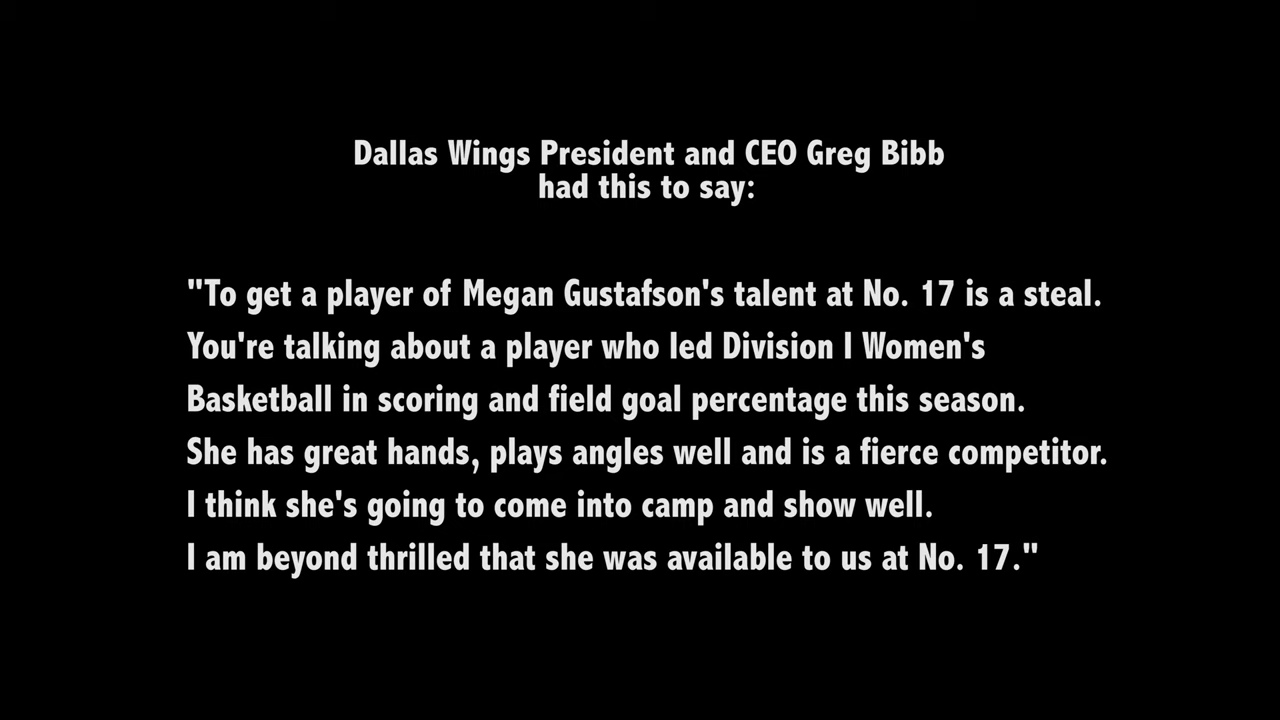 Dallas Wings President and CEO Greg Bibb
had this to say:
"To get a player of Megan Gustafson's talent at No. 17 is a steal.
You're talking about a player who led Division I Women's
Basketball in scoring and field goal percentage this season.
She has great hands, plays angles well and is a fierce competitor.
I think she's going to come into camp and show well.
I am beyond thrilled that she was available to us at No. 17."